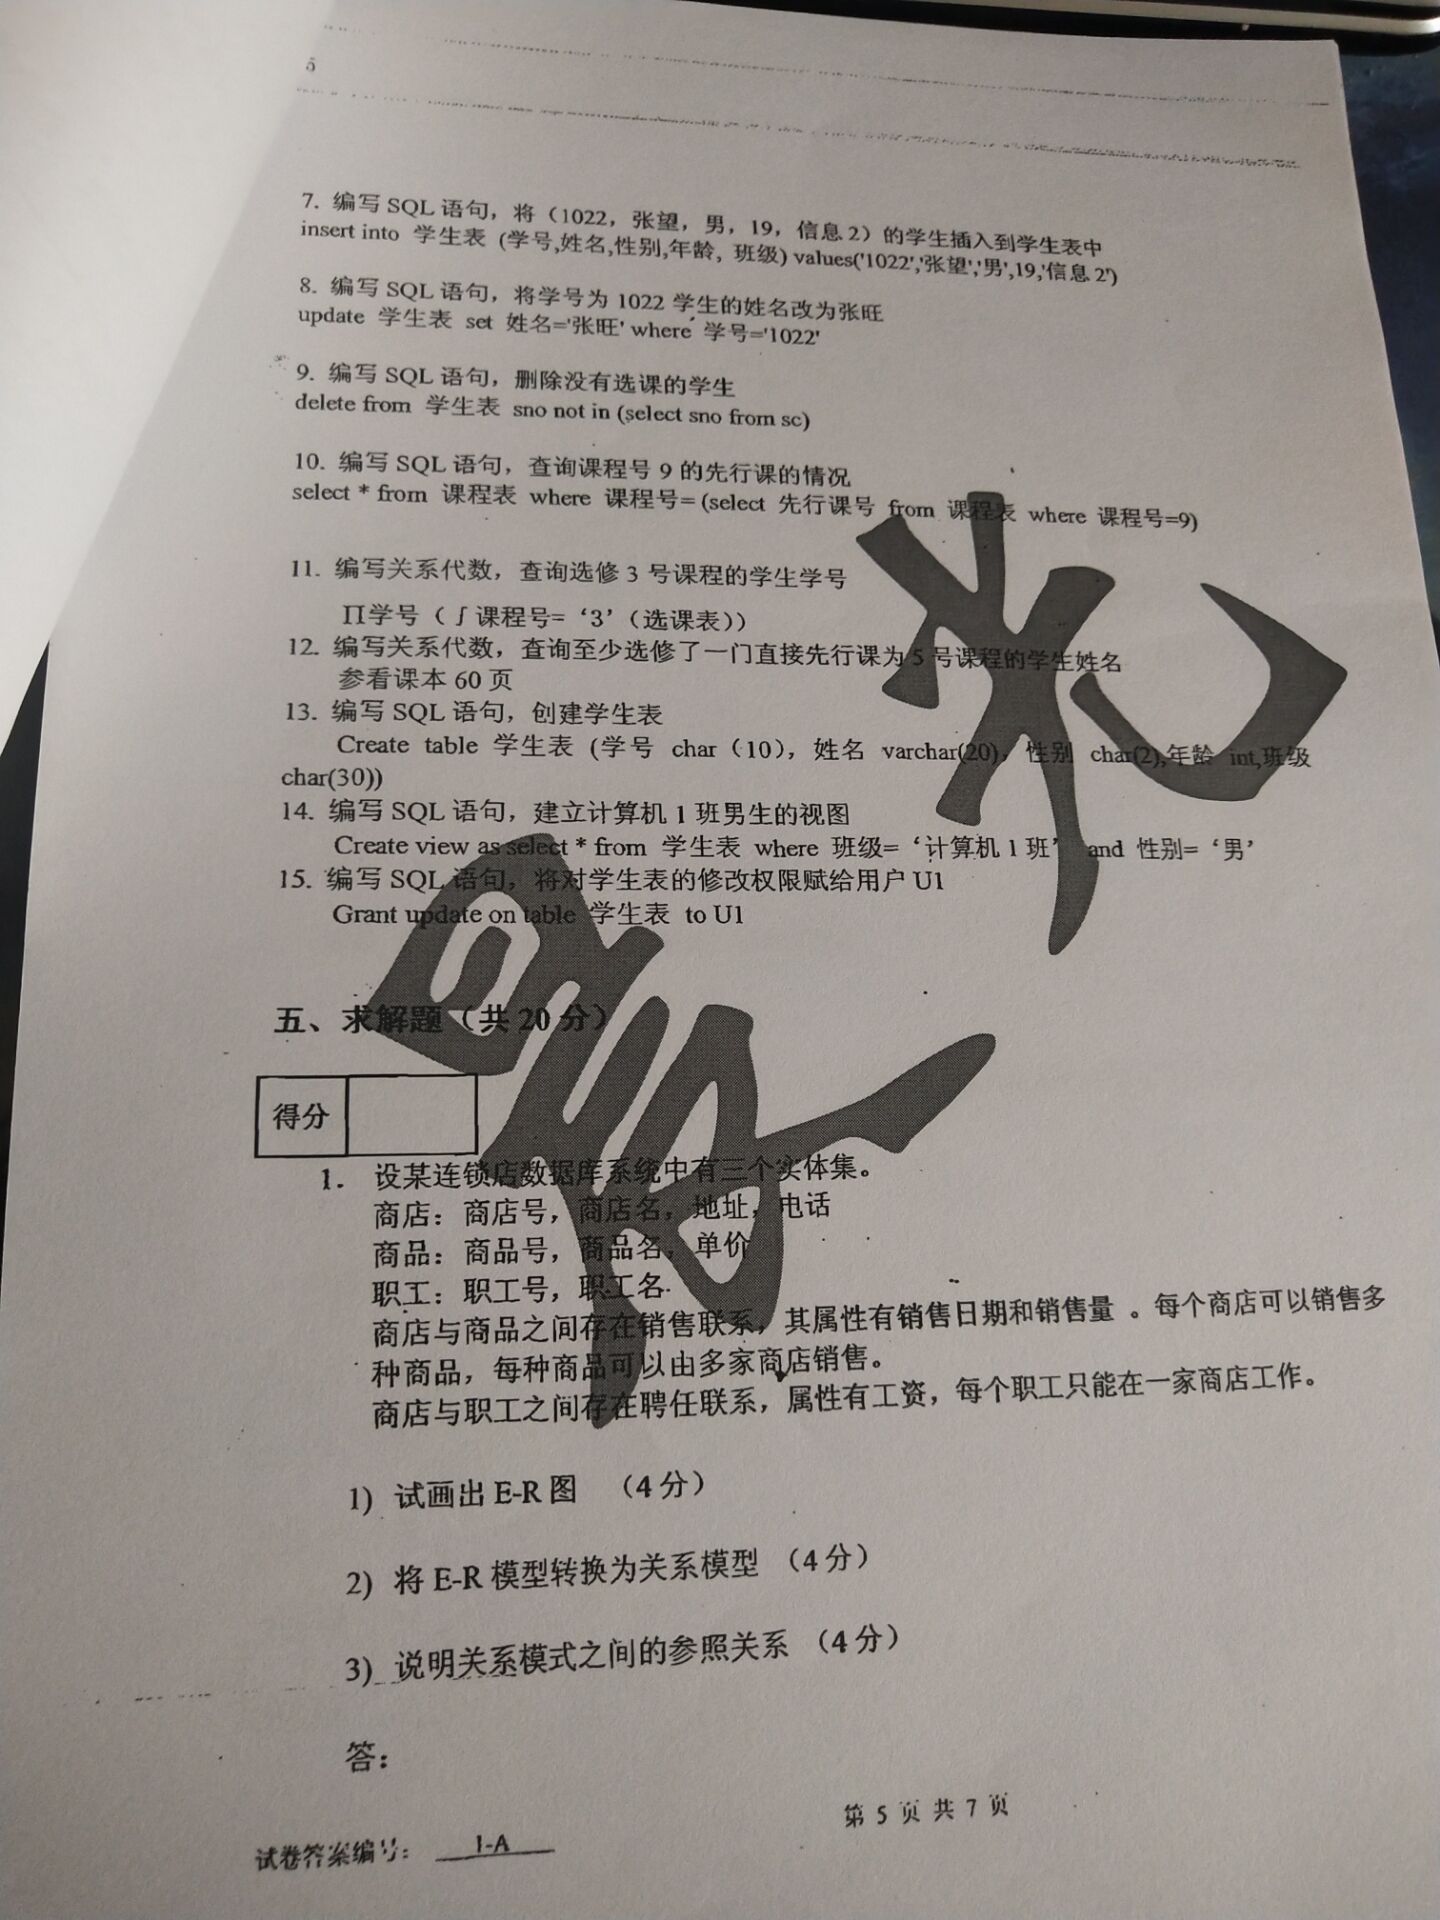 5
7. 编写 SQL 语句，将（1022，张望，男，19，信息 2）的学生插入到学生表中
insert into 学生表 (学号,姓名,性别,年龄, 班级) values('1022','张望','男',19,'信息 2')
8. 编写 SQL 语句，将学号为 1022 学生的姓名改为张旺
update 学生表 set 姓名='张旺' where 学号='1022'
9. 编写 SQL 语句，删除没有选课的学生
delete from 学生表 sno not in (select sno from sc)
10. 编写 SQL 语句，查询课程号 9 的先行课的情况
select * from 课程表 where 课程号= (select 先行课号 from 课程表 where 课程号=9)
11. 编写关系代数，查询选修 3 号课程的学生学号
∏学号（∫课程号=‘3’（选课表））
12. 编写关系代数，查询至少选修了一门直接先行课为 5 号课程的学生姓名
参看课本 60 页
13. 编写 SQL 语句，创建学生表
Create table 学生表 (学号 char（10），姓名 varchar(20)，性别 char(2),年龄 int,班级
char(30))
14. 编写 SQL 语句，建立计算机 1 班男生的视图
Create view as select * from 学生表 where 班级=‘计算机 1 班’ and 性别=‘男’
15. 编写 SQL 语句，将对学生表的修改权限赋给用户 U1
Grant update on table 学生表 to U1
五、求解题（共 20 分）
得分
1. 设某连锁店数据库系统中有三个实体集。
商店：商店号，商店名，地址，电话
商品：商品号，商品名，单价
职工：职工号，职工名
商店与商品之间存在销售联系，其属性有销售日期和销售量 。每个商店可以销售多
种商品，每种商品可以由多家商店销售。
商店与职工之间存在聘任联系，属性有工资，每个职工只能在一家商店工作。
1) 试画出 E-R 图 （4 分）
2) 将 E-R 模型转换为关系模型 （4 分）
3) 说明关系模式之间的参照关系 （4 分）
答：
第 5 页 共 7 页
试卷答案编号： 1-A